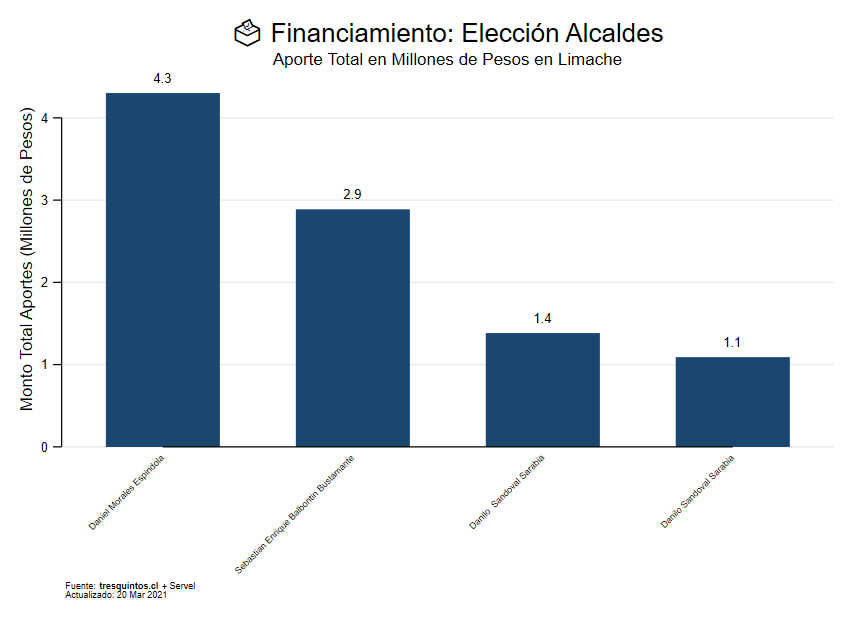 Financiamiento: Elección Alcaldes
Aporte Total en Millones de Pesos en Limache
Monto Total Aportes (Millones de Pesos)
4
3
2
1
0
4.3
2.9
1.4
1.1
Daniel Morales Espindola
Sebastian Enrique Balbontin Bustamante
Danilo  Sandoval Sarabia
Danilo Sandoval Sarabia
Fuente: tresquintos.cl + Servel
Actualizado: 20 Mar 2021